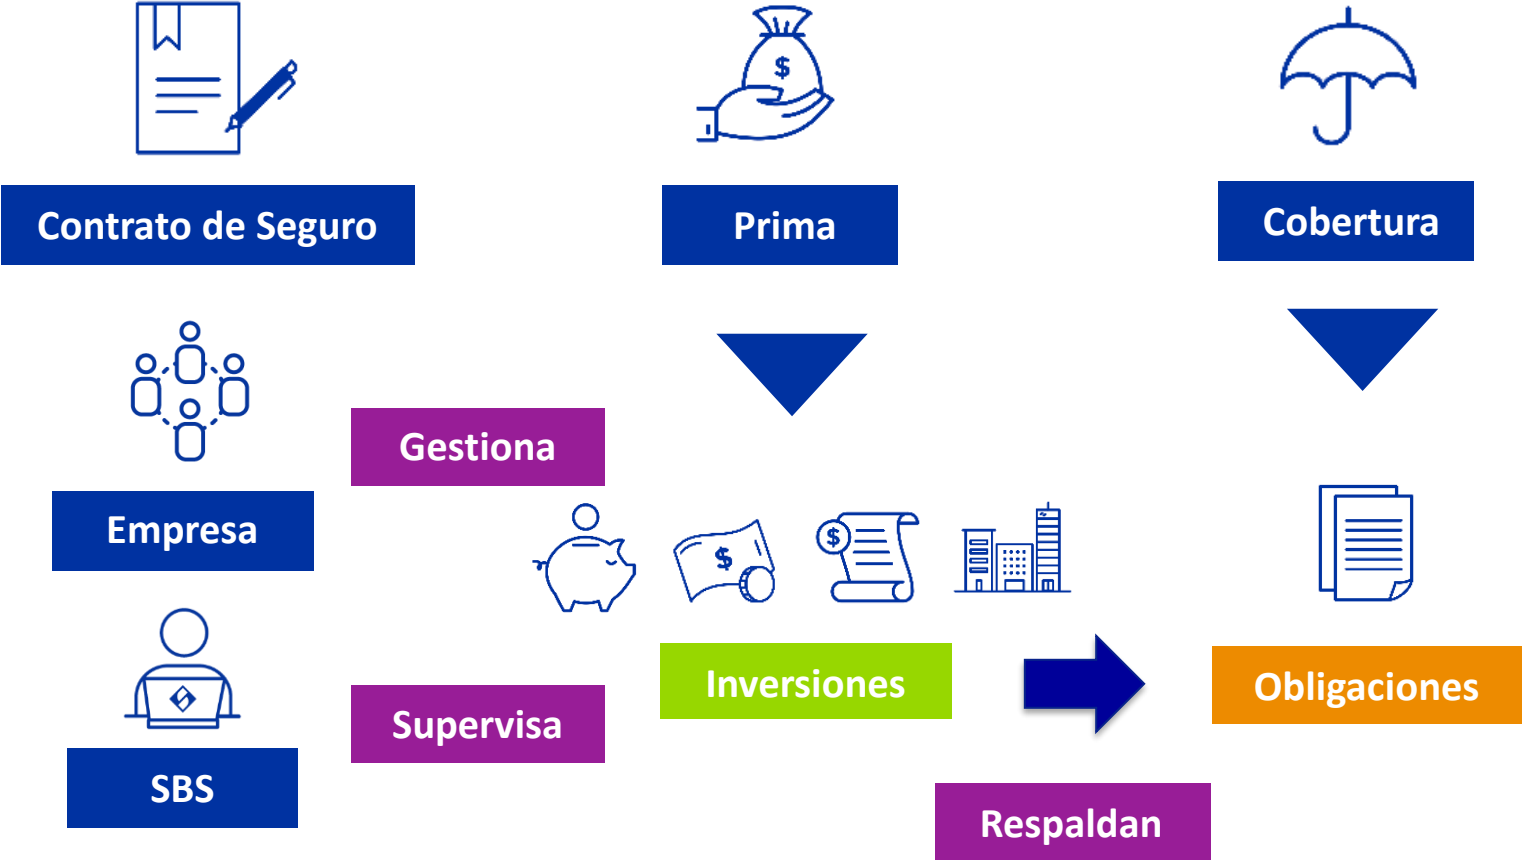 $
Contrato de Seguro
Prima
Cobertura
Gestiona
Empresa
$
$
Inversiones
Obligaciones
Supervisa
SBS
Respaldan